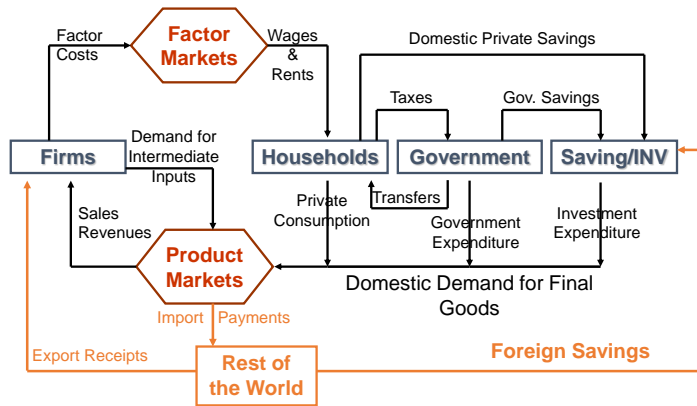 Factor
Costs
Factor
Markets
Wages
&
Rents
Domestic Private Savings
Taxes
Gov. Savings
Firms
Demand for
Intermediate
Inputs
Households
Government
Saving/INV
Transfers
Private
Consumption
Sales
Revenues
Government
Expenditure
Investment
Expenditure
Product
Markets
Domestic Demand for Final
Goods
Import Payments
Export Receipts
Rest of
the World
Foreign Savings